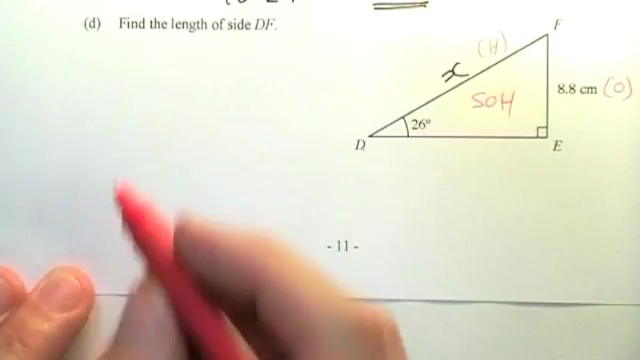 (d) Find the length of side DF.
F
(H)
x
8.8 cm (O)
SOH
26°
D
E
- 11 -